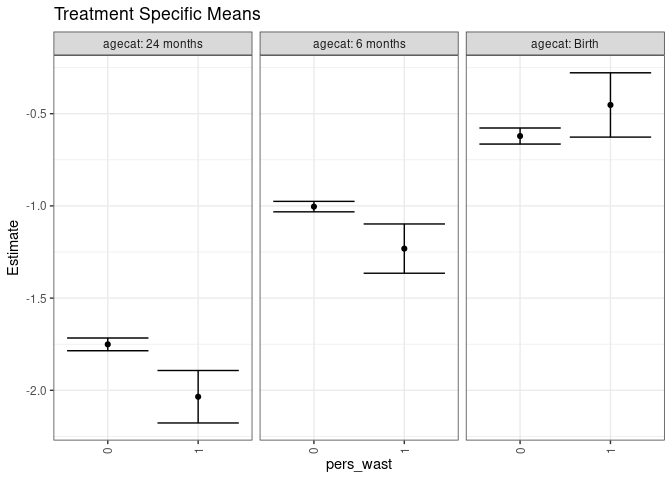 Treatment Specific Means
agecat: 24 months
agecat: 6 months
agecat: Birth
Estimate
-0.5
-1.0
-1.5
-2.0
0
1
0
1
0
1
pers_wast